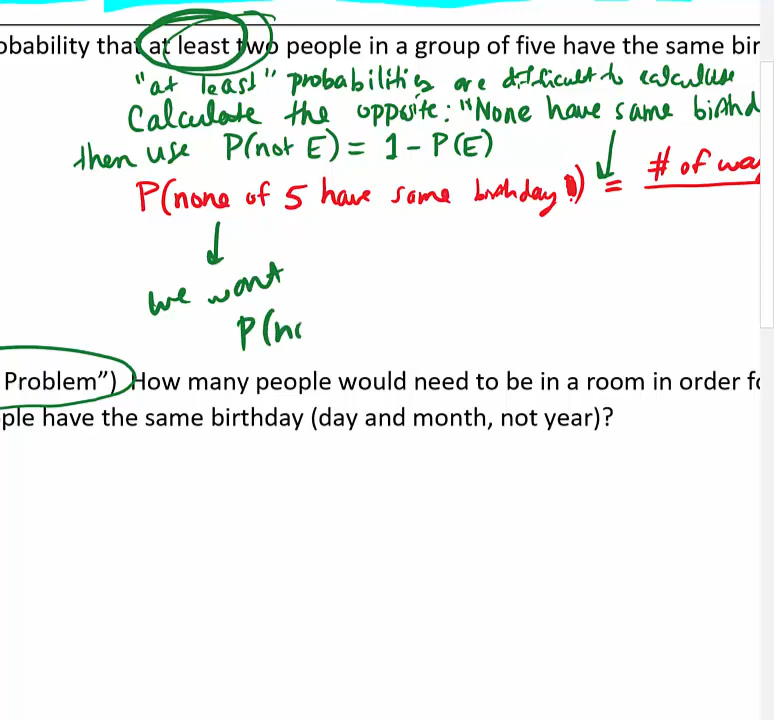 obability that at least two people in a group of five have the same bir
"at least" probabilities are difficult to calculate
Calculate the opposite: "None have same birthd
then use P(not E) = 1 - P(E)
P(none of 5 have same birthday) = # of way
we want
P(no
Problem") How many people would need to be in a room in order fo
ple have the same birthday (day and month, not year)?